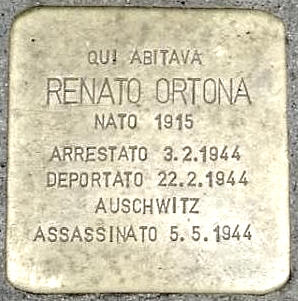 QUI ABITAVA
RENATO ORTONA
NATO 1915
ARRESTATO 3.2.1944
DEPORTATO 22.2.1944
AUSCHWITZ
ASSASSINATO 5.5.1944